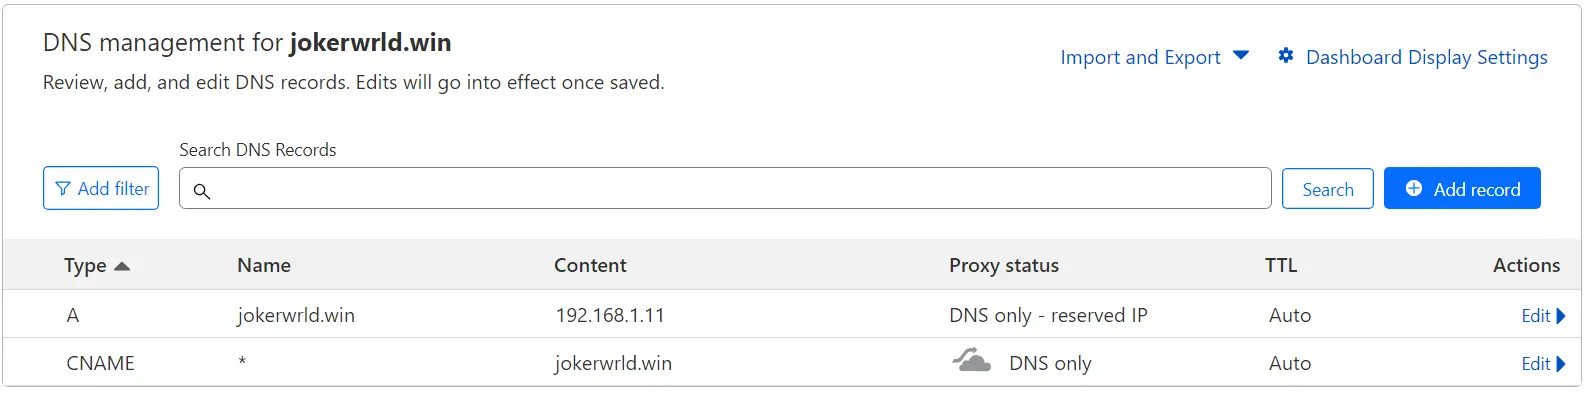 DNS management for jokerwrld.win
Import and Export
Dashboard Display Settings
Review, add, and edit DNS records. Edits will go into effect once saved.
Search DNS Records
Add filter
Search
Add record
Type Name Content Proxy status TTL Actions
A jokerwrld.win 192.168.1.11 DNS only - reserved IP Auto Edit
CNAME * jokerwrld.win DNS only Auto Edit